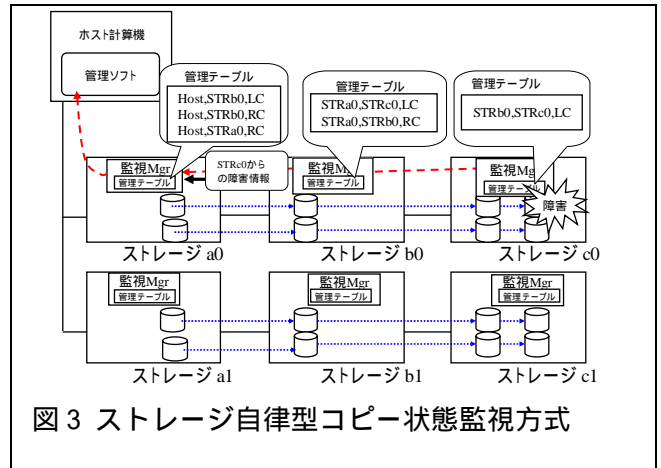 ホスト計算機
管理ソフト
管理テーブル
Host,STRb0,LC
Host,STRb0,RC
Host,STRa0,RC
管理テーブル
STRa0,STRc0,LC
STRa0,STRb0,RC
管理テーブル
STRb0,STRc0,LC
監視Mgr
管理テーブル
STRc0から
の障害情報
監視Mgr
管理テーブル
監視Mgr
管理テーブル
障害
ストレージ a0
ストレージ b0
ストレージ c0
監視Mgr
管理テーブル
監視Mgr
管理テーブル
監視Mgr
管理テーブル
ストレージ a1
ストレージ b1
ストレージ c1
図 3 ストレージ自律型コピー状態監視方式